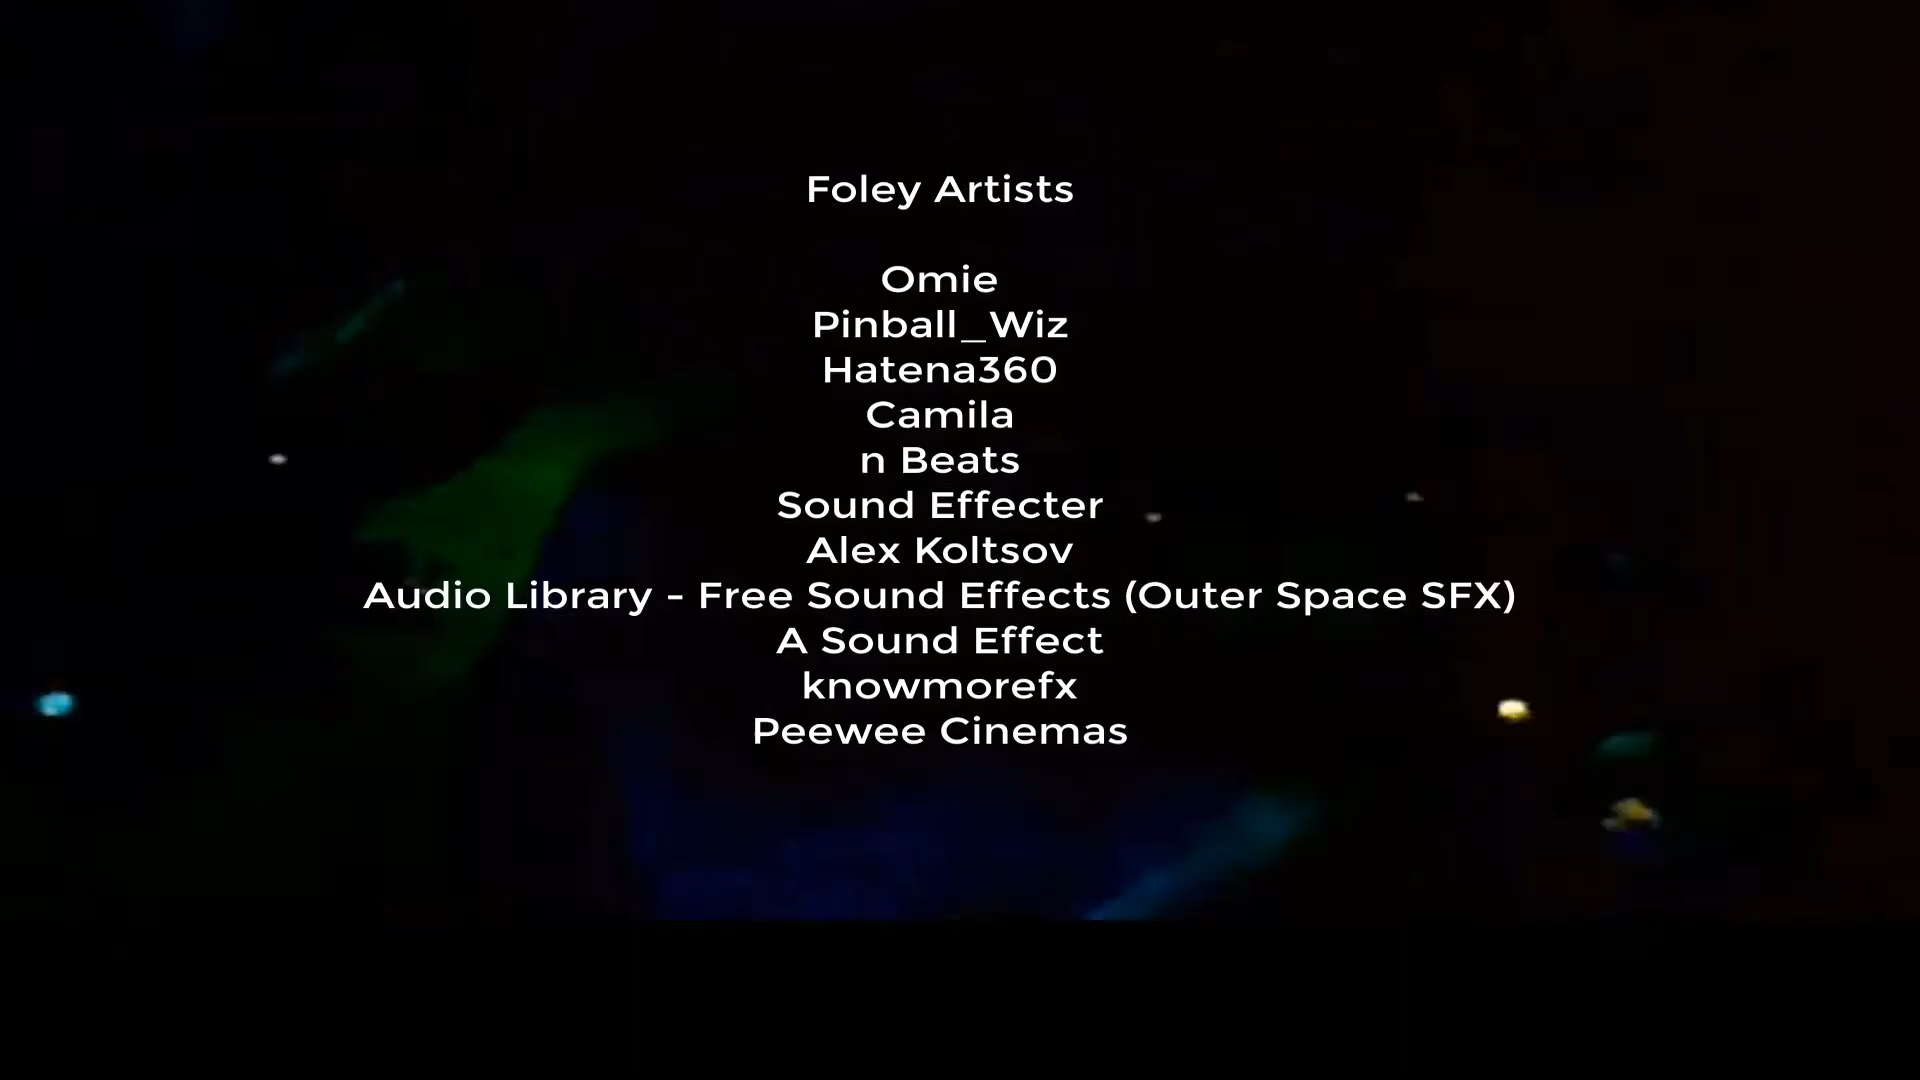 Foley Artists
Omie
Pinball_Wiz
Hatena360
Camila
n Beats
Sound Effecter
Alex Koltsov
Audio Library - Free Sound Effects (Outer Space SFX)
A Sound Effect
knowmorefx
Peewee Cinemas